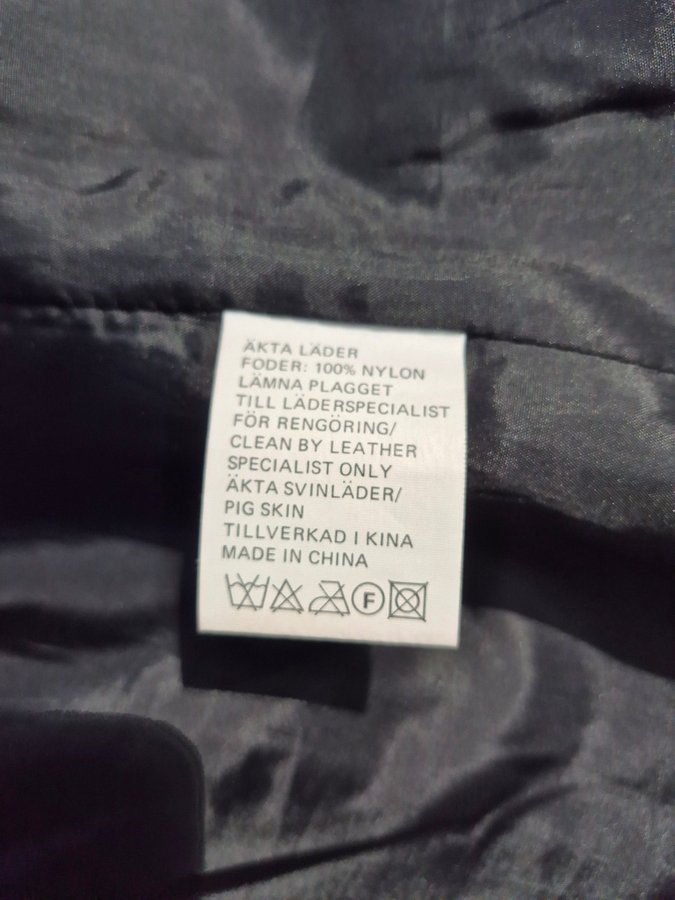 ÄKTA LÄDER
FODER: 100% NYLON
LÄMNA PLAGGET
TILL LÄDERSPECIALIST
FÖR RENGÖRING/
CLEAN BY LEATHER
SPECIALIST ONLY
ÄKTA SVINLÄDER/
PIG SKIN
TILLVERKAD I KINA
MADE IN CHINA
F